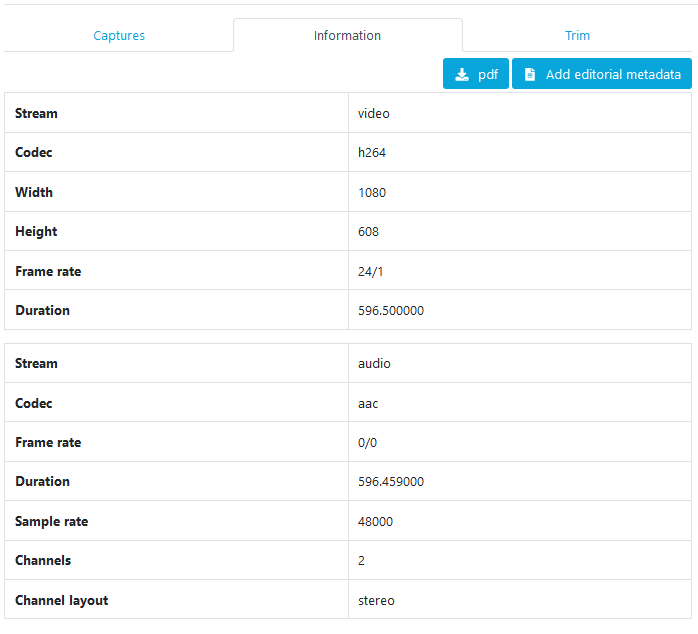 Captures Information Trim
pdf Add editorial metadata
Stream video
Codec h264
Width 1080
Height 608
Frame rate 24/1
Duration 596.500000
Stream audio
Codec aac
Frame rate 0/0
Duration 596.459000
Sample rate 48000
Channels 2
Channel layout stereo